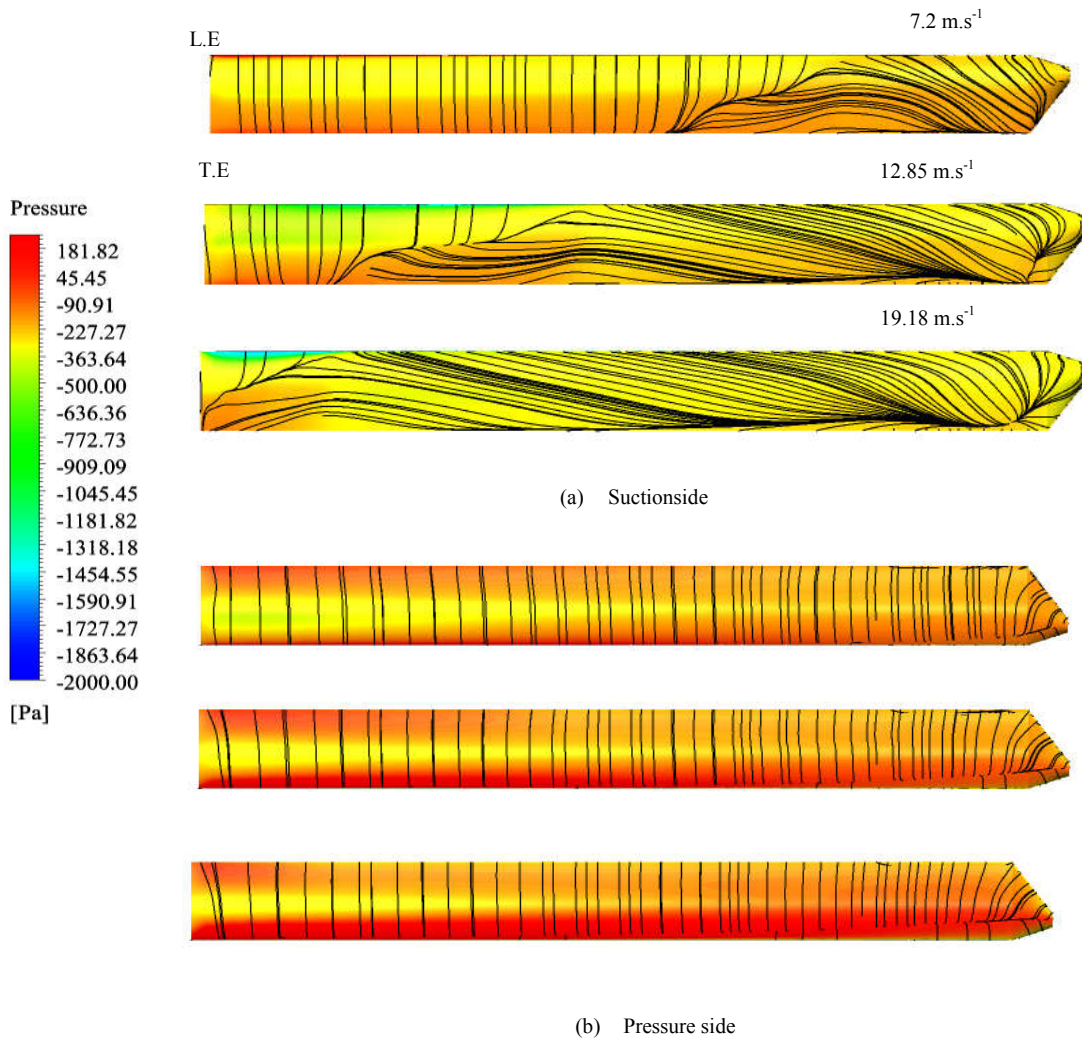 7.2 m.s-1
L.E
T.E
12.85 m.s-1
Pressure
181.82
45.45
-90.91
-227.27
-363.64
-500.00
-636.36
-772.73
-909.09
-1045.45
-1181.82
-1318.18
-1454.55
-1590.91
-1727.27
-1863.64
-2000.00
[Pa]
19.18 m.s-1
(a) Suctionside
(b) Pressure side